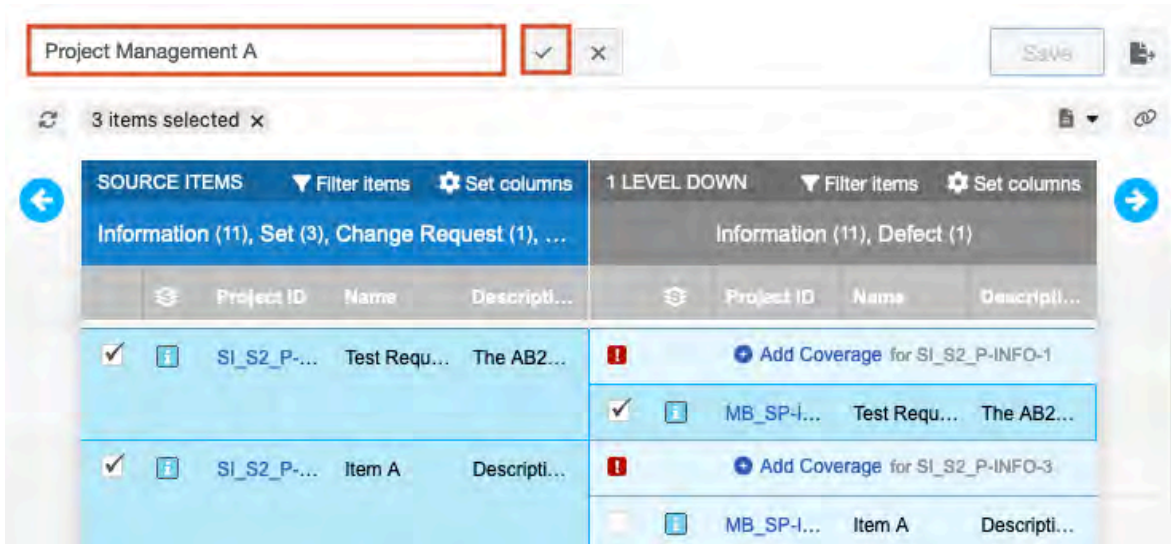 Project Management A
Save
3 items selected
SOURCE ITEMS Filter items Set columns
1 LEVEL DOWN Filter items Set columns
Information (11), Set (3), Change Request (1), ...
Information (11), Defect (1)
Project ID Name Descripti...
Project ID Name Descripti...
SI_S2_P-... Test Requ... The AB2...
Add Coverage for SI_S2_P-INFO-1
MB_SP-I... Test Requ... The AB2...
SI_S2_P-... Item A Descripti...
Add Coverage for SI_S2_P-INFO-3
MB_SP-I... Item A Descripti...